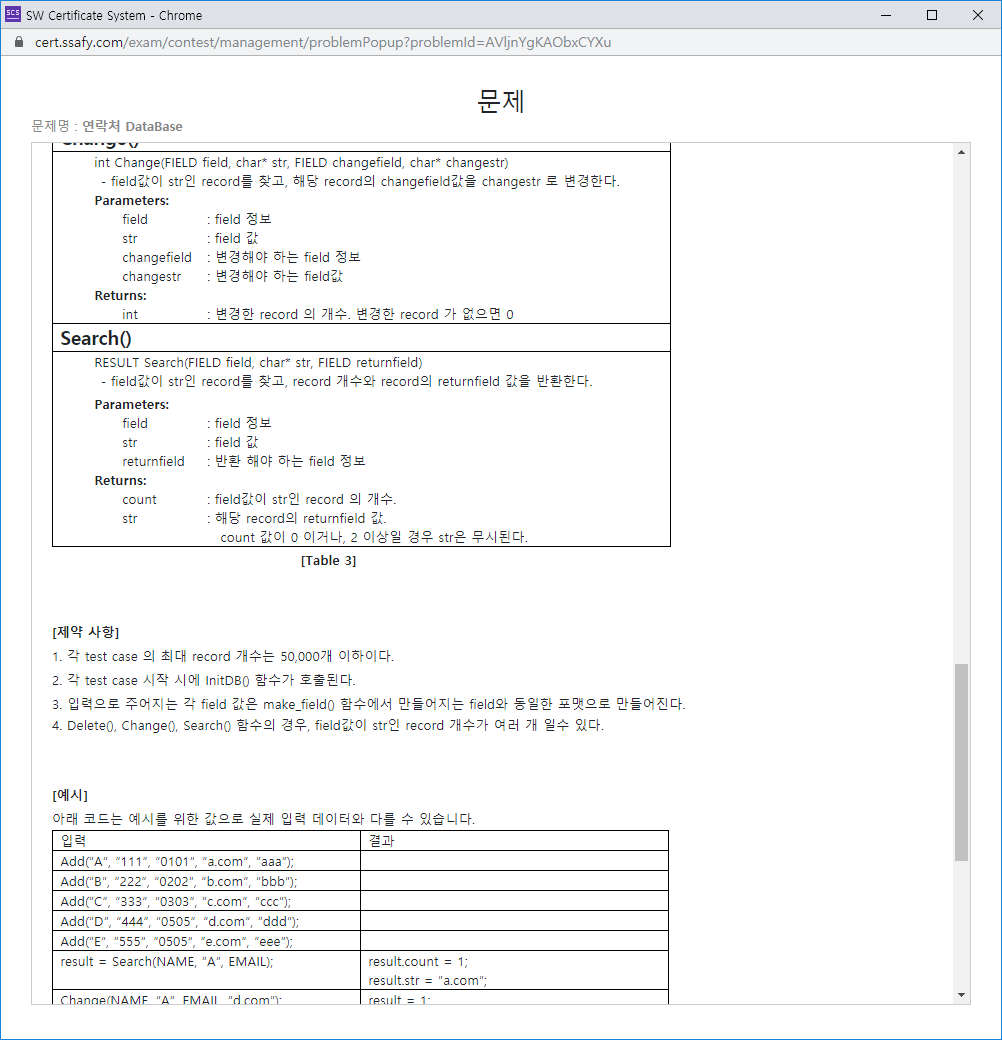 SCS SW Certificate System - Chrome
cert.ssafy.com/exam/contest/management/problemPopup?problemId=AVljnYgKAObxCYXu
문제
문제명 : 연락처 DataBase
Change()
int Change(FIELD field, char* str, FIELD changefield, char* changestr)
- field값이 str인 record를 찾고, 해당 record의 changefield값을 changestr 로 변경한다.
Parameters:
field : field 정보
str : field 값
changefield : 변경해야 하는 field 정보
changestr : 변경해야 하는 field값
Returns:
int : 변경한 record 의 개수. 변경한 record 가 없으면 0
Search()
RESULT Search(FIELD field, char* str, FIELD returnfield)
- field값이 str인 record를 찾고, record 개수와 record의 returnfield 값을 반환한다.
Parameters:
field : field 정보
str : field 값
returnfield : 반환 해야 하는 field 정보
Returns:
count : field값이 str인 record 의 개수.
str : 해당 record의 returnfield 값.
count 값이 0 이거나, 2 이상일 경우 str은 무시된다.
[Table 3]
[제약 사항]
1. 각 test case 의 최대 record 개수는 50,000개 이하이다.
2. 각 test case 시작 시에 InitDB() 함수가 호출된다.
3. 입력으로 주어지는 각 field 값은 make_field() 함수에서 만들어지는 field와 동일한 포맷으로 만들어진다.
4. Delete(), Change(), Search() 함수의 경우, field값이 str인 record 개수가 여러 개 일수 있다.
[예시]
아래 코드는 예시를 위한 값으로 실제 입력 데이터와 다를 수 있습니다.
입력 결과
Add("A", "111", "0101", "a.com", "aaa");
Add("B", "222", "0202", "b.com", "bbb");
Add("C", "333", "0303", "c.com", "ccc");
Add("D", "444", "0505", "d.com", "ddd");
Add("E", "555", "0505", "e.com", "eee");
result = Search(NAME, "A", EMAIL); result.count = 1;
result.str = "a.com";
Change(NAME, "A", EMAIL, "d.com"); result = 1;